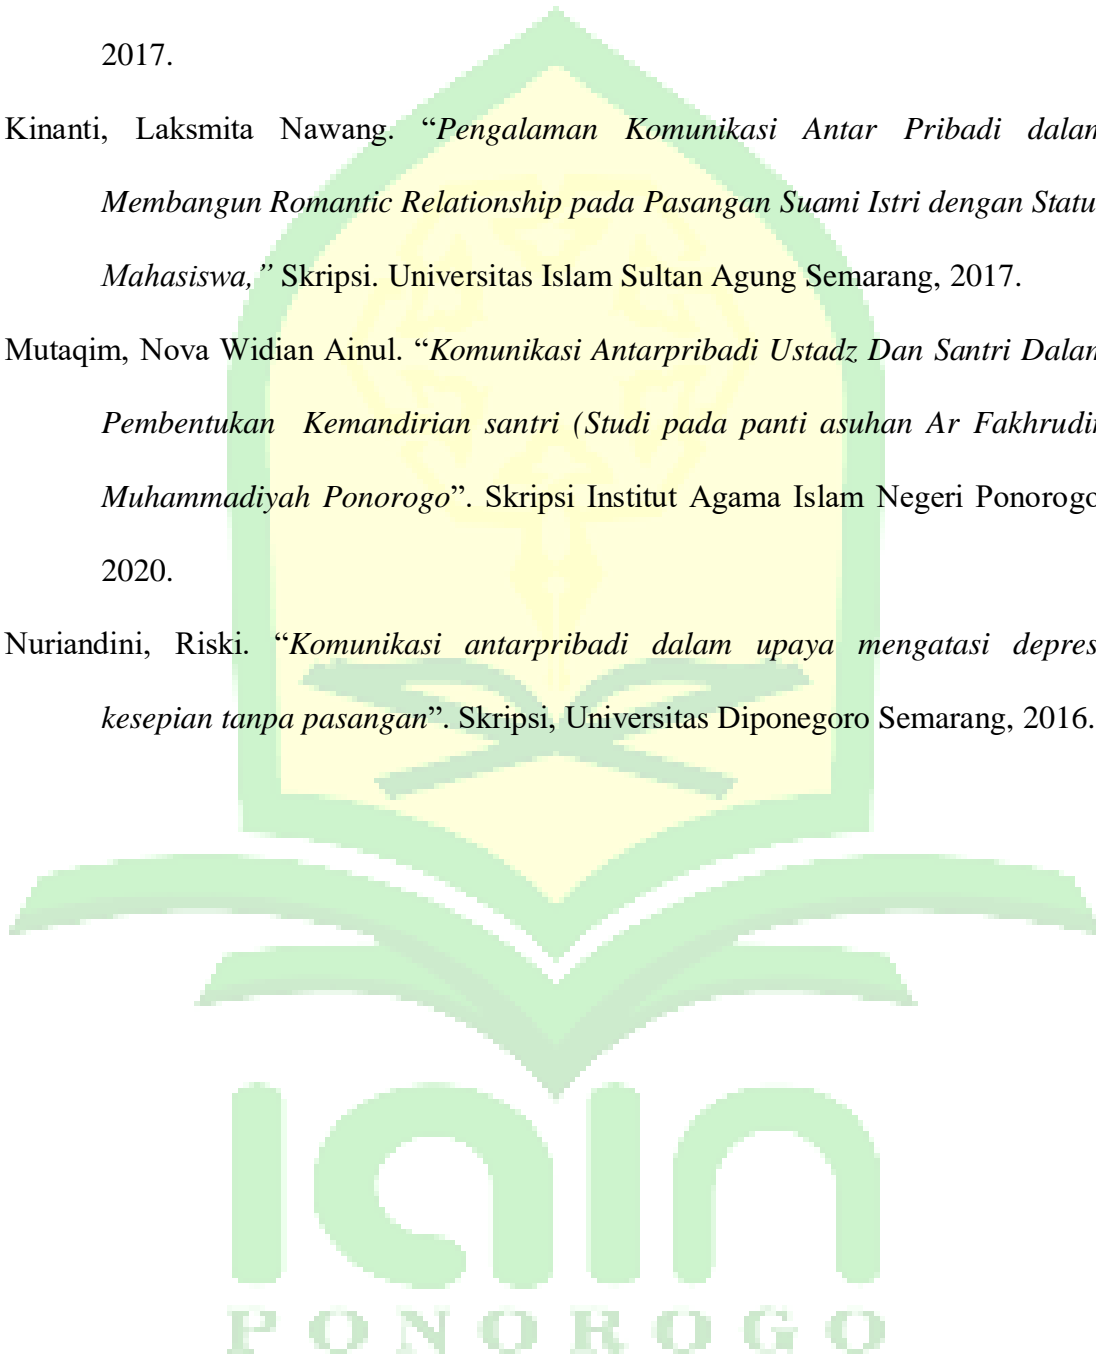 2017.
Kinanti, Laksmita Nawang. “Pengalaman Komunikasi Antar Pribadi dalam
Membangun Romantic Relationship pada Pasangan Suami Istri dengan Statu
Mahasiswa,” Skripsi. Universitas Islam Sultan Agung Semarang, 2017.
Mutaqim, Nova Widian Ainul. “Komunikasi Antarpribadi Ustadz Dan Santri Dalam
Pembentukan Kemandirian santri (Studi pada panti asuhan Ar Fakhrudin
Muhammadiyah Ponorogo”. Skripsi Institut Agama Islam Negeri Ponorogo
2020.
Nuriandini, Riski. “Komunikasi antarpribadi dalam upaya mengatasi depres
kesepian tanpa pasangan”. Skripsi, Universitas Diponegoro Semarang, 2016.
iain
PONOROGO